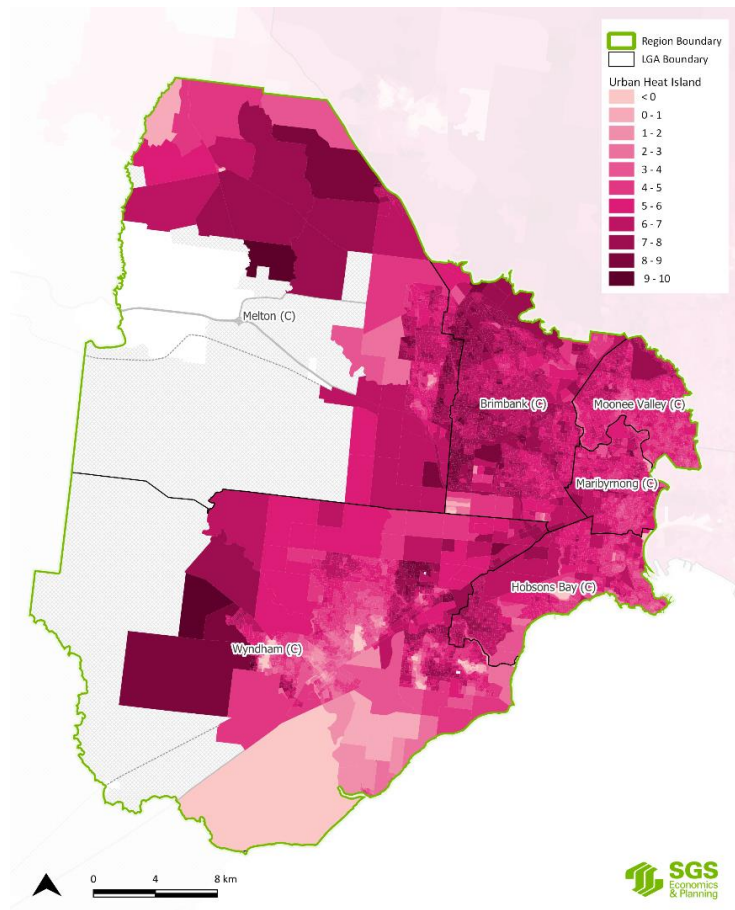 Region Boundary
LGA Boundary
Urban Heat Island
< 0
0 - 1
1 - 2
2 - 3
3 - 4
4 - 5
5 - 6
6 - 7
7 - 8
8 - 9
9 - 10
Melton (C)
Brimbank (C)
Moonee Valley (C)
Maribyrnong (C)
Hobsons Bay (C)
Wyndham (C)
0 4 8 km
SGS
Economics
& Planning